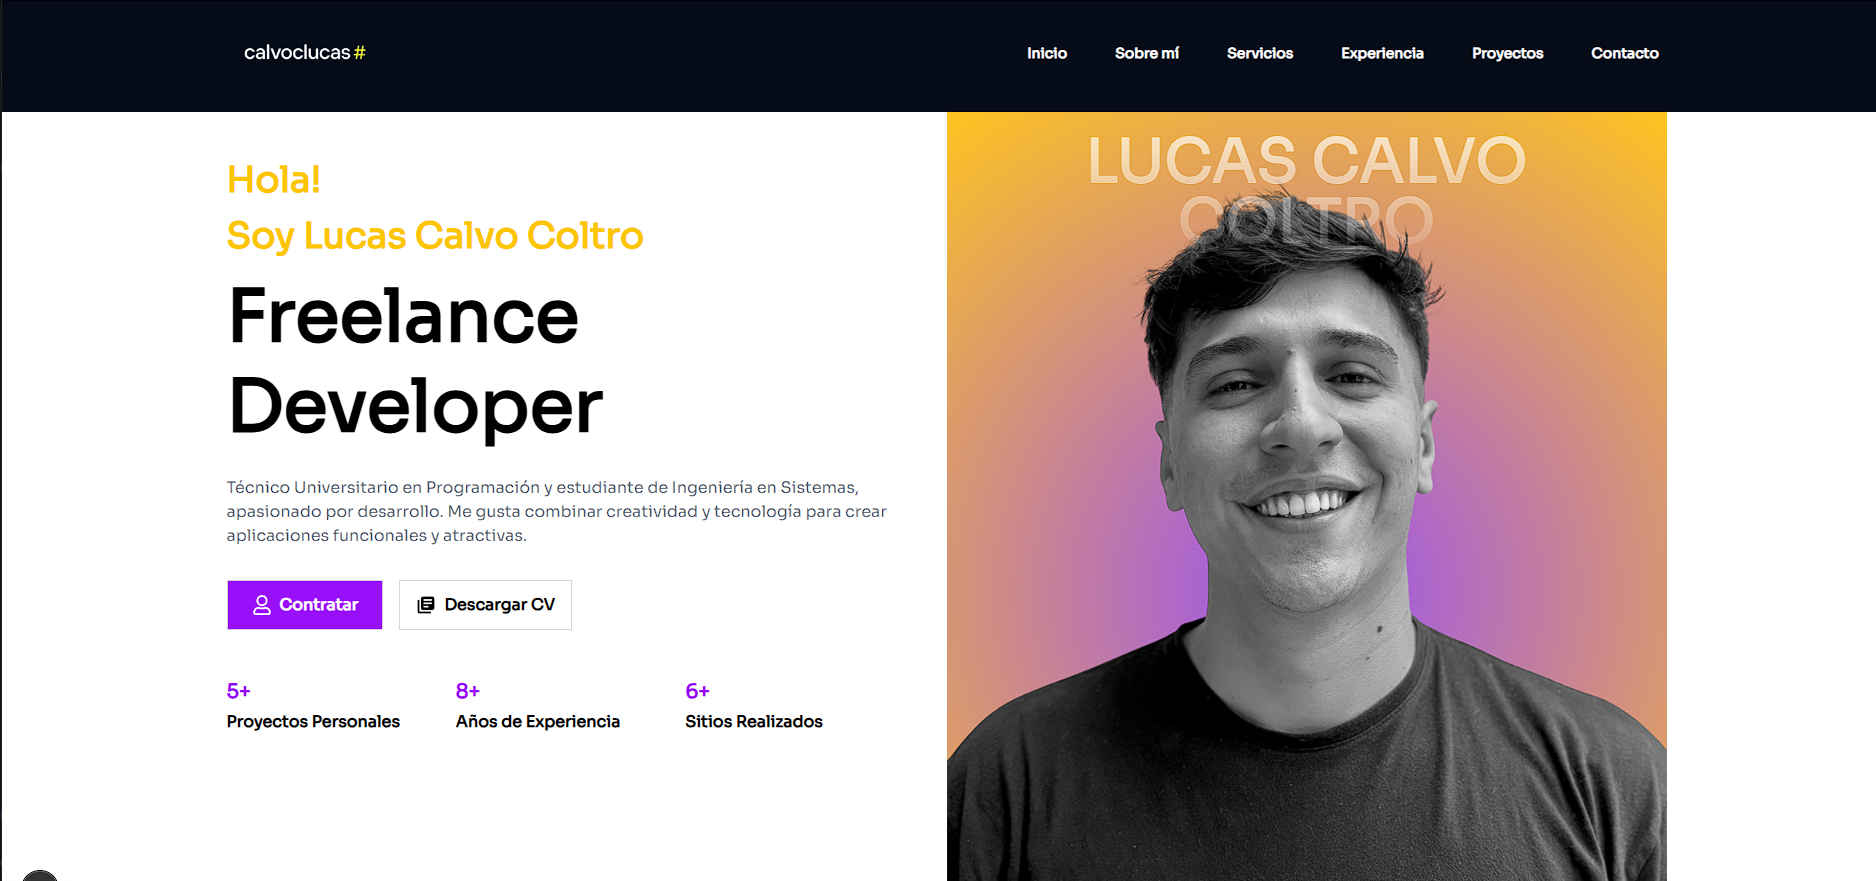 calvoclucas #
Inicio Sobre mí Servicios Experiencia Proyectos Contacto
Hola!
Soy Lucas Calvo Coltro
Freelance
Developer
Técnico Universitario en Programación y estudiante de Ingeniería en Sistemas,
apasionado por desarrollo. Me gusta combinar creatividad y tecnología para crear
aplicaciones funcionales y atractivas.
Contratar
Descargar CV
5+
Proyectos Personales
8+
Años de Experiencia
6+
Sitios Realizados
LUCAS CALVO
COLTRO